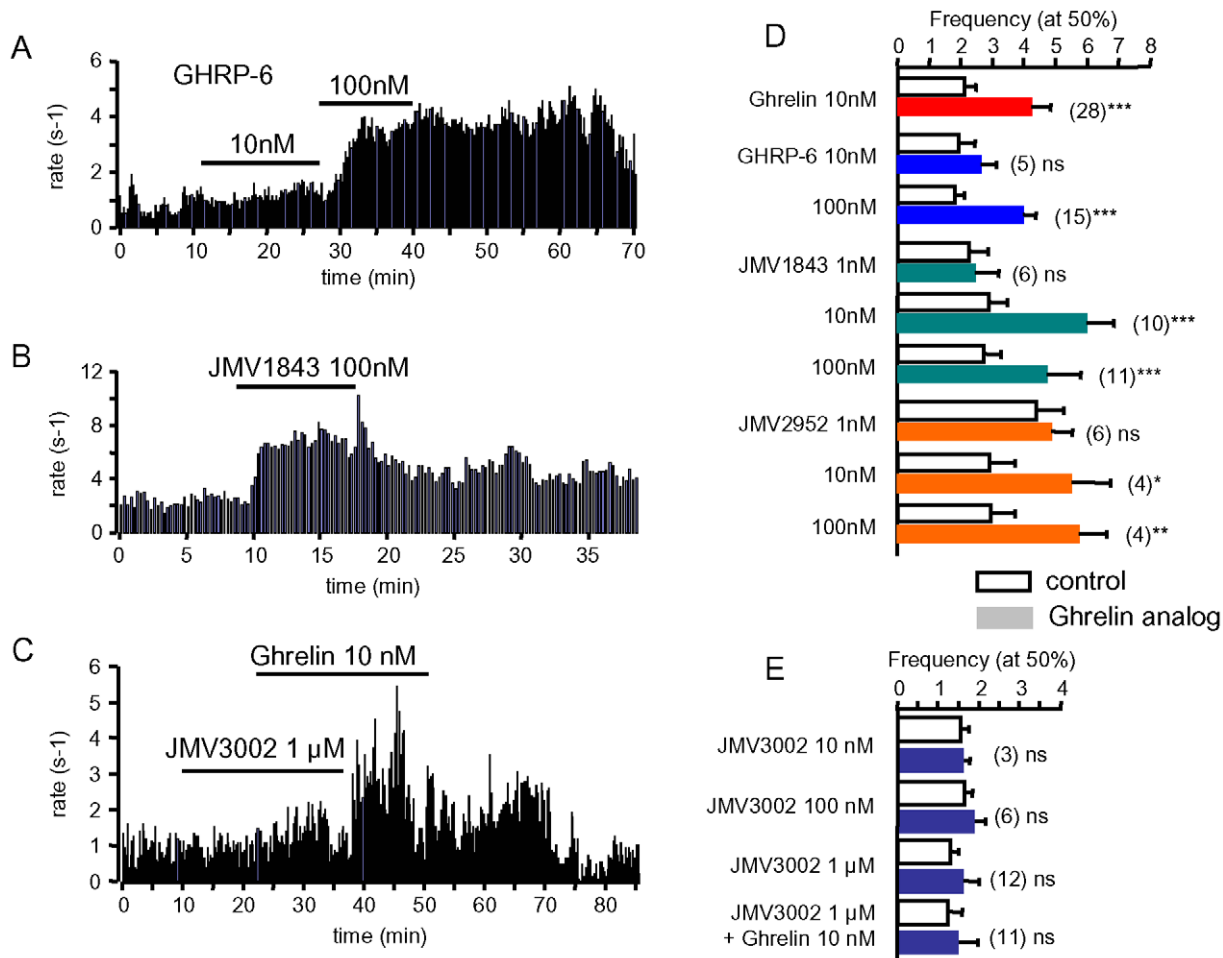 A
GHRP-6
10nM
100nM
rate (s-1)
6
4
2
0
0 10 20 30 40 50 60 70
time (min)
B
JMV1843 100nM
rate (s-1)
12
8
4
0
0 5 10 15 20 25 30 35
time (min)
C
Ghrelin 10 nM
JMV3002 1 µM
rate (s-1)
6
5
4
3
2
1
0
0 10 20 30 40 50 60 70 80
time (min)
D
Frequency (at 50%)
0 1 2 3 4 5 6 7 8
Ghrelin 10nM (28)***
GHRP-6 10nM (5) ns
100nM (15)***
JMV1843 1nM (6) ns
10nM (10)***
100nM (11)***
JMV2952 1nM (6) ns
10nM (4)*
100nM (4)**
control
Ghrelin analog
E
Frequency (at 50%)
0 1 2 3 4
JMV3002 10 nM (3) ns
JMV3002 100 nM (6) ns
JMV3002 1 µM (12) ns
JMV3002 1 µM
+ Ghrelin 10 nM (11) ns